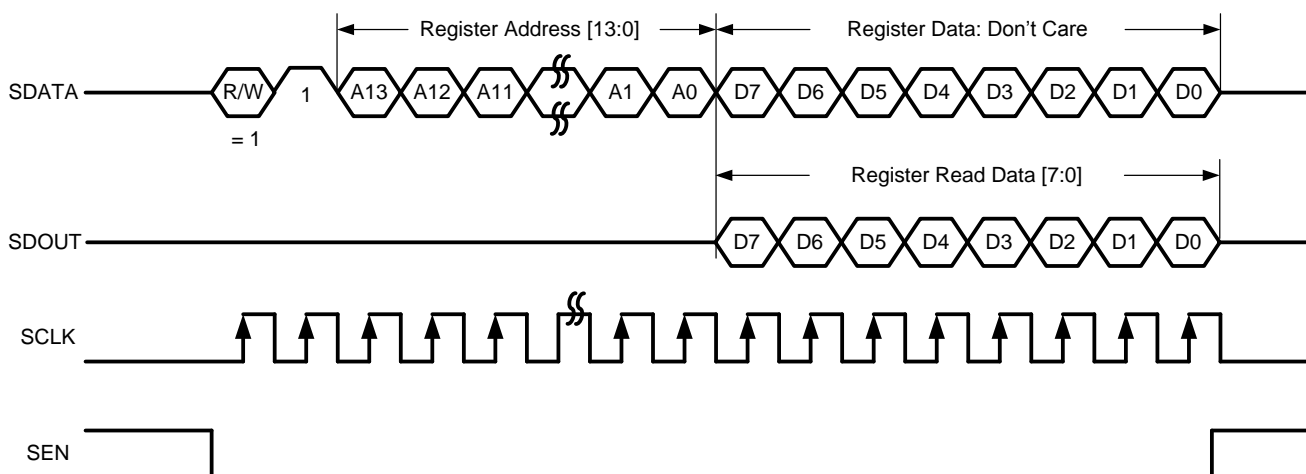 Register Address [13:0] Register Data: Don't Care
SDATA R/W 1 A13 A12 A11 A1 A0 D7 D6 D5 D4 D3 D2 D1 D0
= 1
Register Read Data [7:0]
SDOUT D7 D6 D5 D4 D3 D2 D1 D0
SCLK
SEN